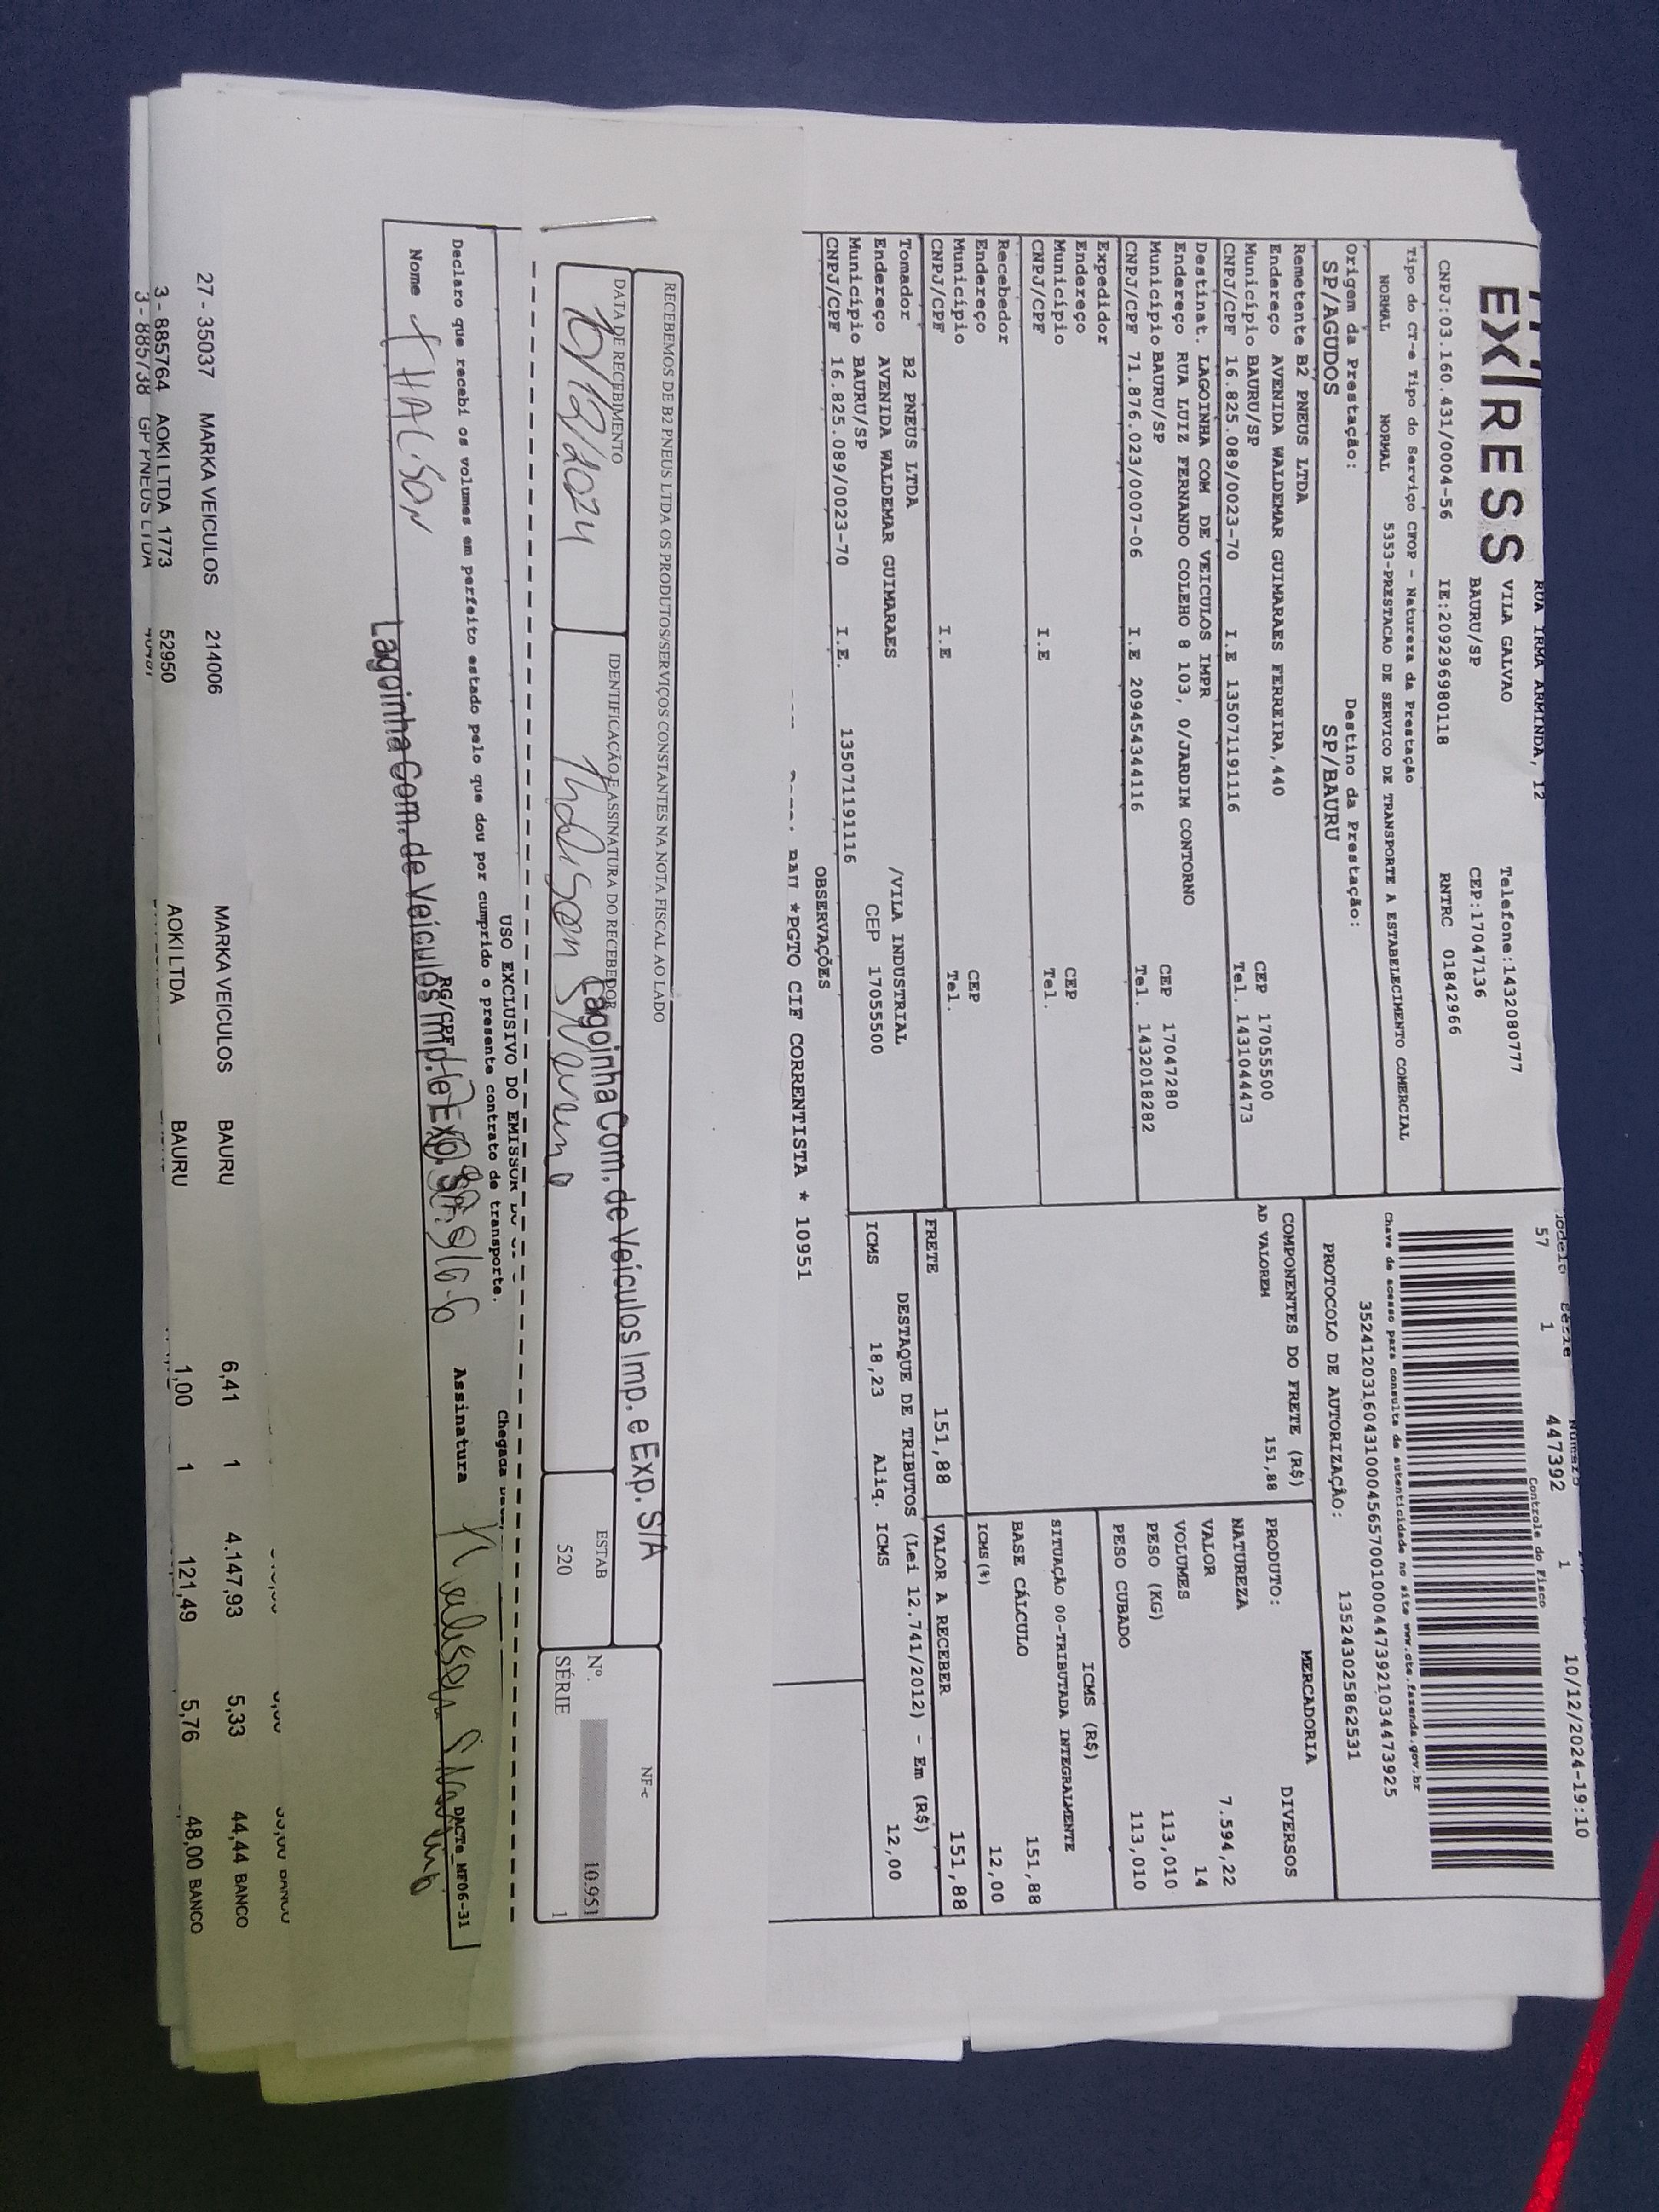 RUA IRMA ARMINDA, 12
EXPRESS VILA GALVAO Telefone:1432080777
BAURU/SP CEP:17047136
CNPJ:03.160.431/0004-56 IE:209296980118 RNTRC 01842966
Tipo do CT-e Tipo do Serviço CFOP - Natureza da Prestação
NORMAL NORMAL 5353-PRESTACAO DE SERVICO DE TRANSPORTE A ESTABELECIMENTO COMERCIAL
Origem da Prestação: Destino da Prestação:
SP/AGUDOS SP/BAURU
Modelo Série Número
57 1 447392 1 10/12/2024-19:10
Controle do Fisco
Chave de acesso para consulta de autenticidade no site www.cte.fazenda.gov.br
35241203160431000456570010004473921034473925
PROTOCOLO DE AUTORIZAÇÃO: 135243025862531
Remetente B2 PNEUS LTDA
Endereço AVENIDA WALDEMAR GUIMARAES FERREIRA,440
Município BAURU/SP CEP 17055500
CNPJ/CPF 16.825.089/0023-70 I.E 13507119​1116 Tel. 1431044473
Destinat. LAGOINHA COM DE VEICULOS IMPR
Endereço RUA LUIZ FERNANDO COLEHO 8 103, 0/JARDIM CONTORNO
Município BAURU/SP CEP 17047280
CNPJ/CPF 71.876.023/0007-06 I.E 209454344116 Tel. 1432018282
Expedidor
Endereço
Município CEP
CNPJ/CPF I.E Tel.
Recebedor
Endereço
Município CEP
CNPJ/CPF I.E Tel.
Tomador B2 PNEUS LTDA
Endereço AVENIDA WALDEMAR GUIMARAES /VILA INDUSTRIAL
Município BAURU/SP CEP 17055500
CNPJ/CPF 16.825.089/0023-70 I.E. 135071191116
COMPONENTES DO FRETE (R$)
AD VALOREM 151,88
FRETE 151,88
MERCADORIA
PRODUTO: DIVERSOS
NATUREZA
VALOR 7.594,22
VOLUMES 14
PESO (KG) 113,010
PESO CUBADO 113,010
ICMS (R$)
SITUAÇÃO 00-TRIBUTADA INTEGRALMENTE
BASE CÁLCULO 151,88
ICMS(%) 12,00
VALOR A RECEBER 151,88
DESTAQUE DE TRIBUTOS (Lei 12.741/2012) - Em (R$)
ICMS 18,23 Aliq. ICMS 12,00
OBSERVAÇÕES
*PGTO CIF CORRENTISTA * 10951
RECEBEMOS DE B2 PNEUS LTDA OS PRODUTOS/SERVIÇOS CONSTANTES NA NOTA FISCAL AO LADO
DATA DE RECEBIMENTO IDENTIFICAÇÃO E ASSINATURA DO RECEBEDOR ESTAB
/12/2024 520
Lagoinha Com. de Veículos Imp. e Exp. S/A
NF-e
Nº. 10.951
SÉRIE 1
USO EXCLUSIVO DO EMISSOR DO
Chegada
Declaro que recebi os volumes em perfeito estado pelo que dou por cumprido o presente contrato de transporte.
Nome THALISON RG/CPF Assinatura
Lagoinha Com. de Veículos Imp. e Exp.
DACTe MF06-31
27 - 35037 MARKA VEICULOS 214006 MARKA VEICULOS BAURU 6,41 1 4.147,93 5,33 44,44 BANCO
3 - 885764 AOKI LTDA 1773 52950 AOKI LTDA BAURU 1,00 1 121,49 5,76 48,00 BANCO
3 - 885738 GP PNEUS LTDA